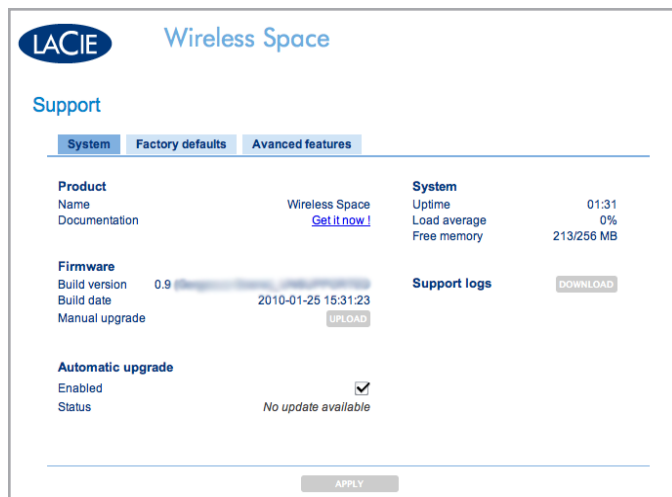 LACIE
Wireless Space
Support
System Factory defaults Avanced features
Product
Name Wireless Space
Documentation Get it now !
Firmware
Build version 0.9
Build date 2010-01-25 15:31:23
Manual upgrade UPLOAD
Automatic upgrade
Enabled
Status No update available
System
Uptime 01:31
Load average 0%
Free memory 213/256 MB
Support logs DOWNLOAD
APPLY